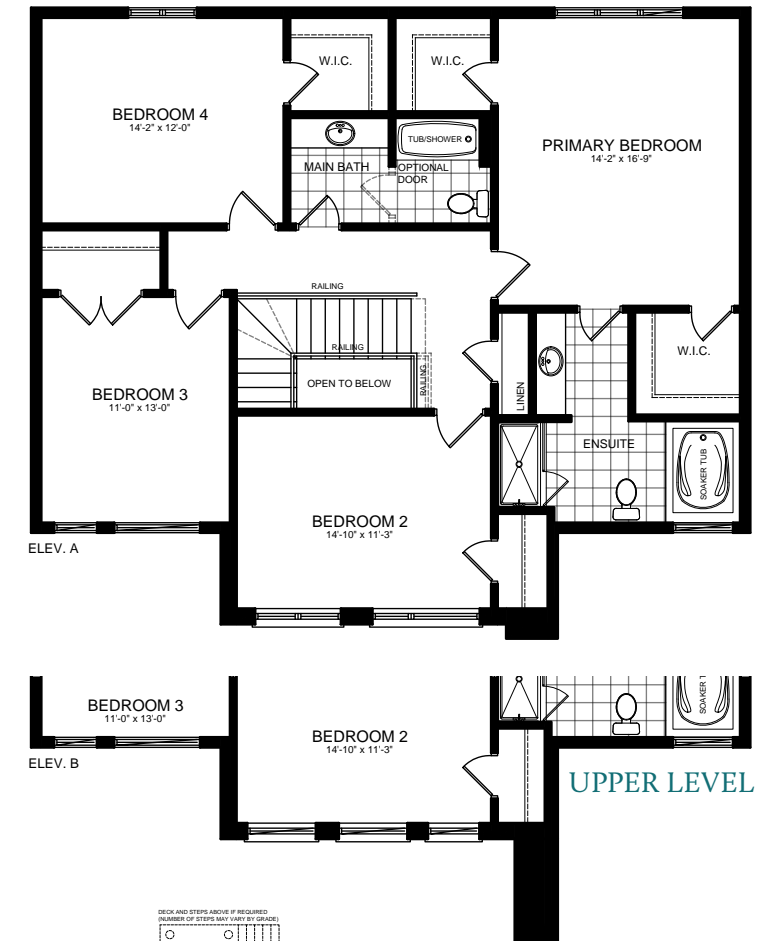 W.I.C.
W.I.C.
BEDROOM 4
14'-2" x 12'-0"
TUB/SHOWER
PRIMARY BEDROOM
14'-2" x 16'-9"
MAIN BATH
OPTIONAL
DOOR
RAILING
RAILING
W.I.C.
RAILING
OPEN TO BELOW
LINEN
BEDROOM 3
11'-0" x 13'-0"
ENSUITE
SOAKER TUB
BEDROOM 2
14'-10" x 11'-3"
ELEV. A
SOAKER T
BEDROOM 3
11'-0" x 13'-0"
BEDROOM 2
14'-10" x 11'-3"
ELEV. B
UPPER LEVEL
DECK AND STEPS ABOVE IF REQUIRED
(NUMBER OF STEPS MAY VARY BY GRADE)